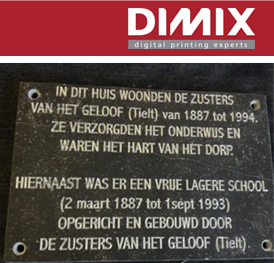 DIMIX
digital printing experts
IN DIT HUIS WOONDEN DE ZUSTERS
VAN HET GELOOF (Tielt) van 1887 tot 1994.
ZE VERZORGDEN HET ONDERWIJS EN
WAREN HET HART VAN HET DORP.
HIERNAAST WAS ER EEN VRIJE LAGERE SCHOOL
(2 maart 1887 tot 1sept 1993)
OPGERICHT EN GEBOUWD DOOR
DE ZUSTERS VAN HET GELOOF (Tielt).